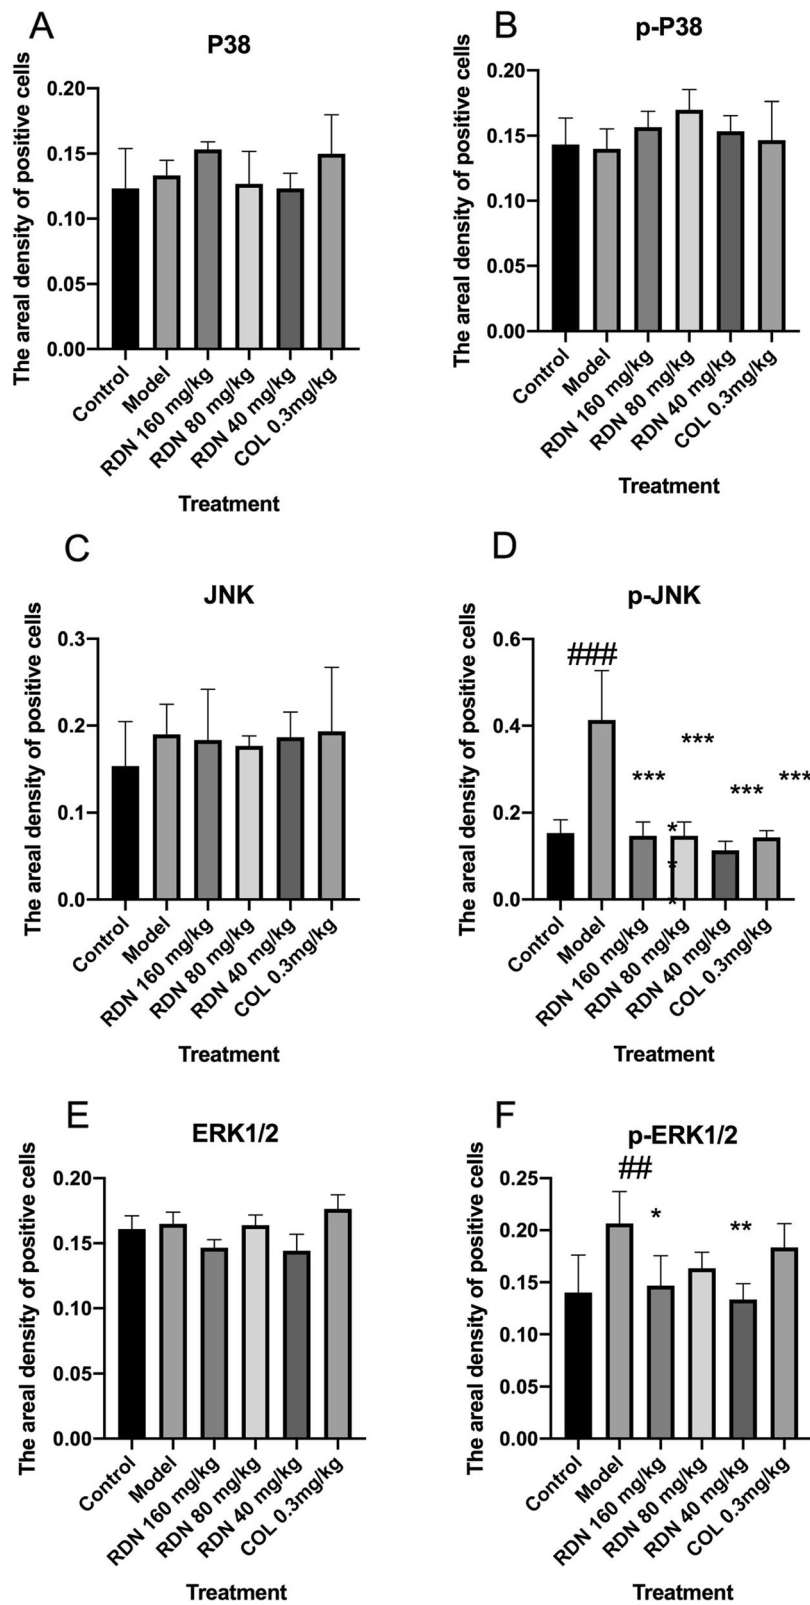 A
P38
The areal density of positive cells
0.20
0.15
0.10
0.05
0.00
Control
Model
RDN 160 mg/kg
RDN 80 mg/kg
RDN 40 mg/kg
COL 0.3mg/kg
Treatment
B
p-P38
The areal density of positive cells
0.20
0.15
0.10
0.05
0.00
Control
Model
RDN 160 mg/kg
RDN 80 mg/kg
RDN 40 mg/kg
COL 0.3mg/kg
Treatment
C
JNK
The areal density of positive cells
0.3
0.2
0.1
0.0
Control
Model
RDN 160 mg/kg
RDN 80 mg/kg
RDN 40 mg/kg
COL 0.3mg/kg
Treatment
D
p-JNK
The areal density of positive cells
0.6
0.4
0.2
0.0
###
***
***
***
***
*
*
*
Control
Model
RDN 160 mg/kg
RDN 80 mg/kg
RDN 40 mg/kg
COL 0.3mg/kg
Treatment
E
ERK1/2
The areal density of positive cells
0.20
0.15
0.10
0.05
0.00
Control
Model
RDN 160 mg/kg
RDN 80 mg/kg
RDN 40 mg/kg
COL 0.3mg/kg
Treatment
F
p-ERK1/2
The areal density of positive cells
0.25
0.20
0.15
0.10
0.05
0.00
##
*
**
Control
Model
RDN 160 mg/kg
RDN 80 mg/kg
RDN 40 mg/kg
COL 0.3mg/kg
Treatment